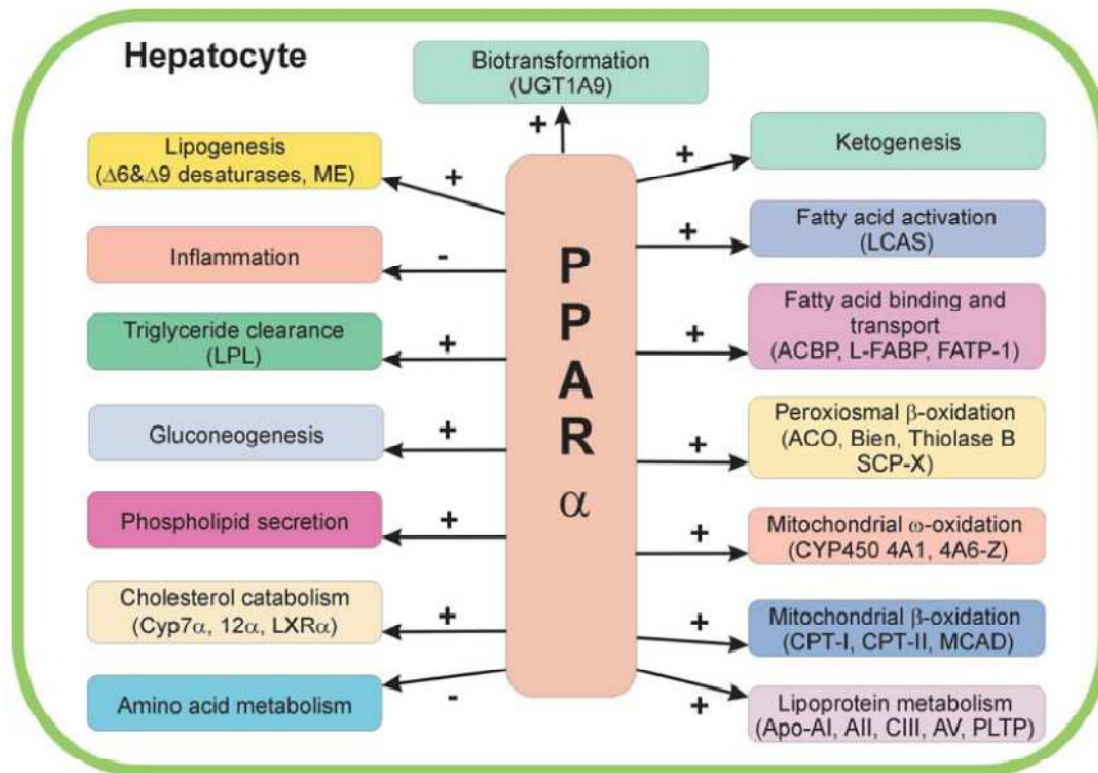 Hepatocyte
Biotransformation
(UGT1A9)
+
Lipogenesis
(Δ6&Δ9 desaturases, ME)
+
Inflammation
-
Triglyceride clearance
(LPL)
+
Gluconeogenesis
+
Phospholipid secretion
+
Cholesterol catabolism
(Cyp7α, 12α, LXRα)
+
Amino acid metabolism
-
P
P
A
R
α
+
Ketogenesis
+
Fatty acid activation
(LCAS)
+
Fatty acid binding and
transport
(ACBP, L-FABP, FATP-1)
+
Peroxiosmal β-oxidation
(ACO, Bien, Thiolase B
SCP-X)
+
Mitochondrial ω-oxidation
(CYP450 4A1, 4A6-Z)
+
Mitochondrial β-oxidation
(CPT-I, CPT-II, MCAD)
+
Lipoprotein metabolism
(Apo-AI, AII, CIII, AV, PLTP)